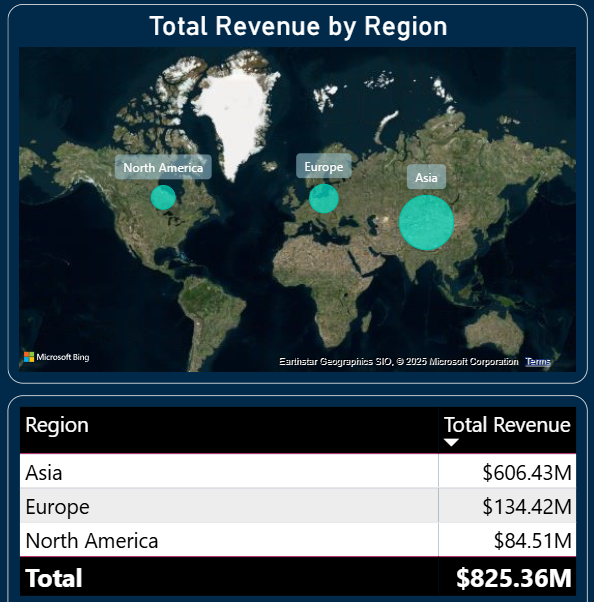 Total Revenue by Region
North America
Europe
Asia
Microsoft Bing
Earthstar Geographics SIO, © 2025 Microsoft Corporation Terms
Region Total Revenue
Asia $606.43M
Europe $134.42M
North America $84.51M
Total $825.36M